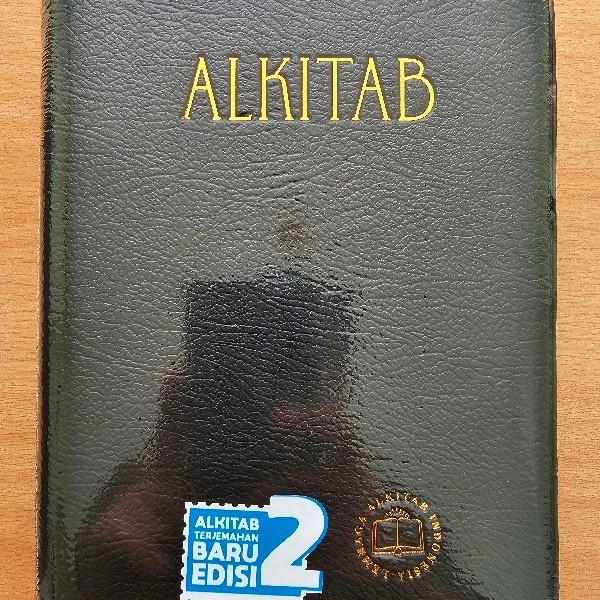 ALKITAB
ALKITAB
TERJEMAHAN
BARU
EDISI
2
LEMBAGA ALKITAB INDONESIA